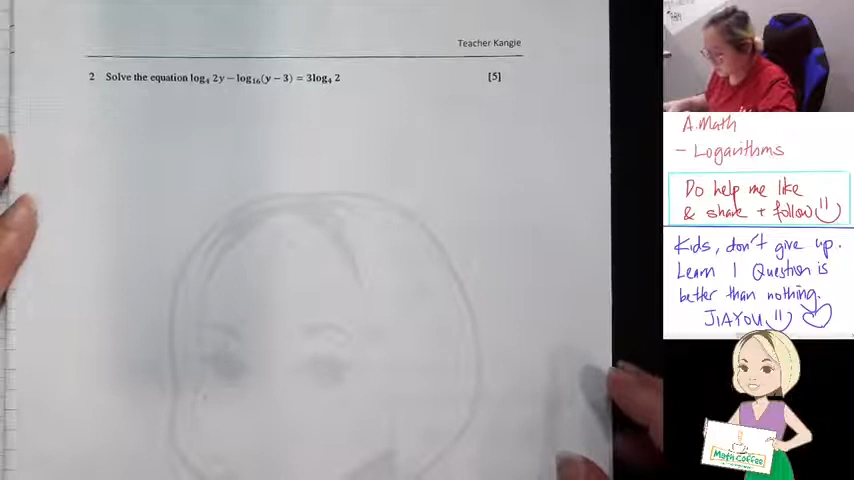 Teacher Kangie
2 Solve the equation log₄ 2y − log₁₆(y − 3) = 3log₄ 2 [5]
A.Math
- Logarithms
Do help me like
& share + follow
Kids, don't give up.
Learn 1 Question is
better than nothing.
JIAYOU
Math Coffee